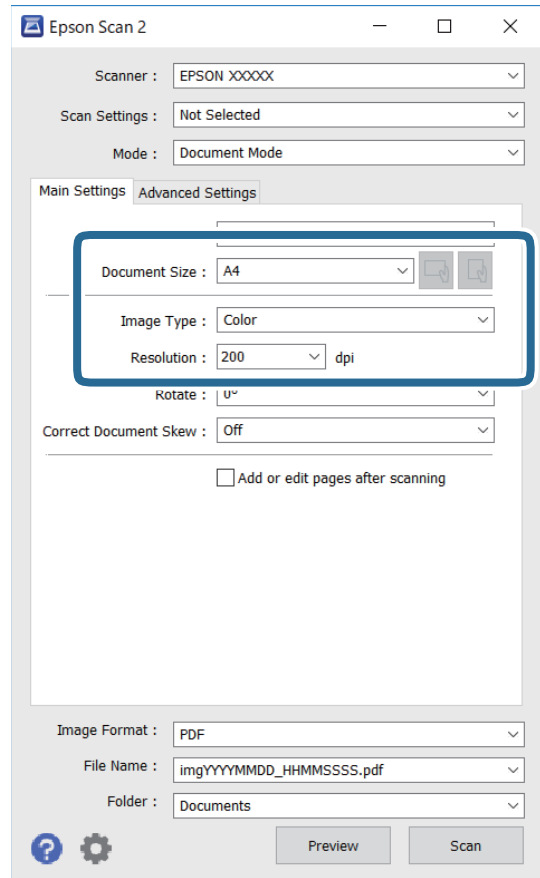 Epson Scan 2
Scanner : EPSON XXXXX
Scan Settings : Not Selected
Mode : Document Mode
Main Settings Advanced Settings
Document Size : A4
Image Type : Color
Resolution : 200 dpi
Rotate : 0°
Correct Document Skew : Off
Add or edit pages after scanning
Image Format : PDF
File Name : imgYYYYMMDD_HHMMSSSS.pdf
Folder : Documents
Preview Scan